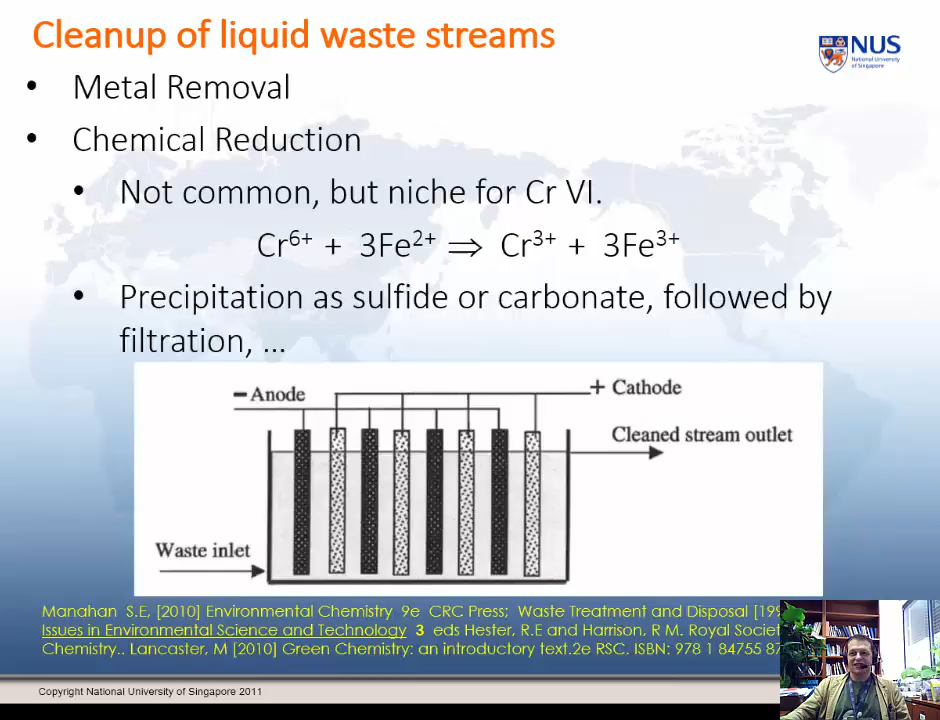 Cleanup of liquid waste streams
NUS
National University
of Singapore
• Metal Removal
• Chemical Reduction
• Not common, but niche for Cr VI.
Cr⁶⁺ + 3Fe²⁺ ⇒ Cr³⁺ + 3Fe³⁺
• Precipitation as sulfide or carbonate, followed by
filtration, ...
− Anode
+ Cathode
Cleaned stream outlet
Waste inlet
Manahan S.E, [2010] Environmental Chemistry 9e CRC Press; Waste Treatment and Disposal
Issues in Environmental Science and Technology 3 eds Hester, R.E and Harrison, R M. Royal
Chemistry.. Lancaster, M [2010] Green Chemistry: an introductory text.2e RSC. ISBN: 978 1 84755
Copyright National University of Singapore 2011